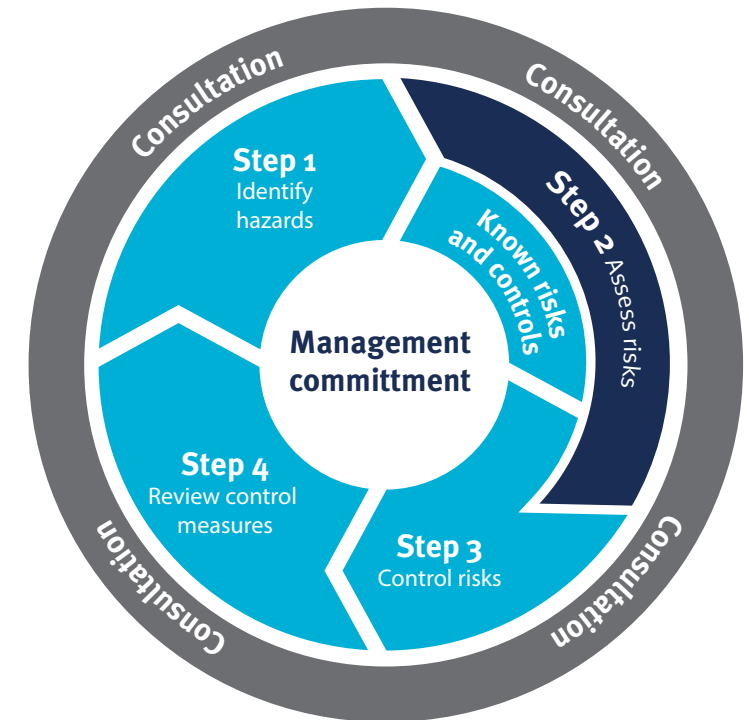 Consultation
Consultation
Step 1
Identify
hazards
Step 2 Assess risks
Known risks
and controls
Management
committment
Step 4
Review control
measures
Step 3
Control risks
Consultation
Consultation